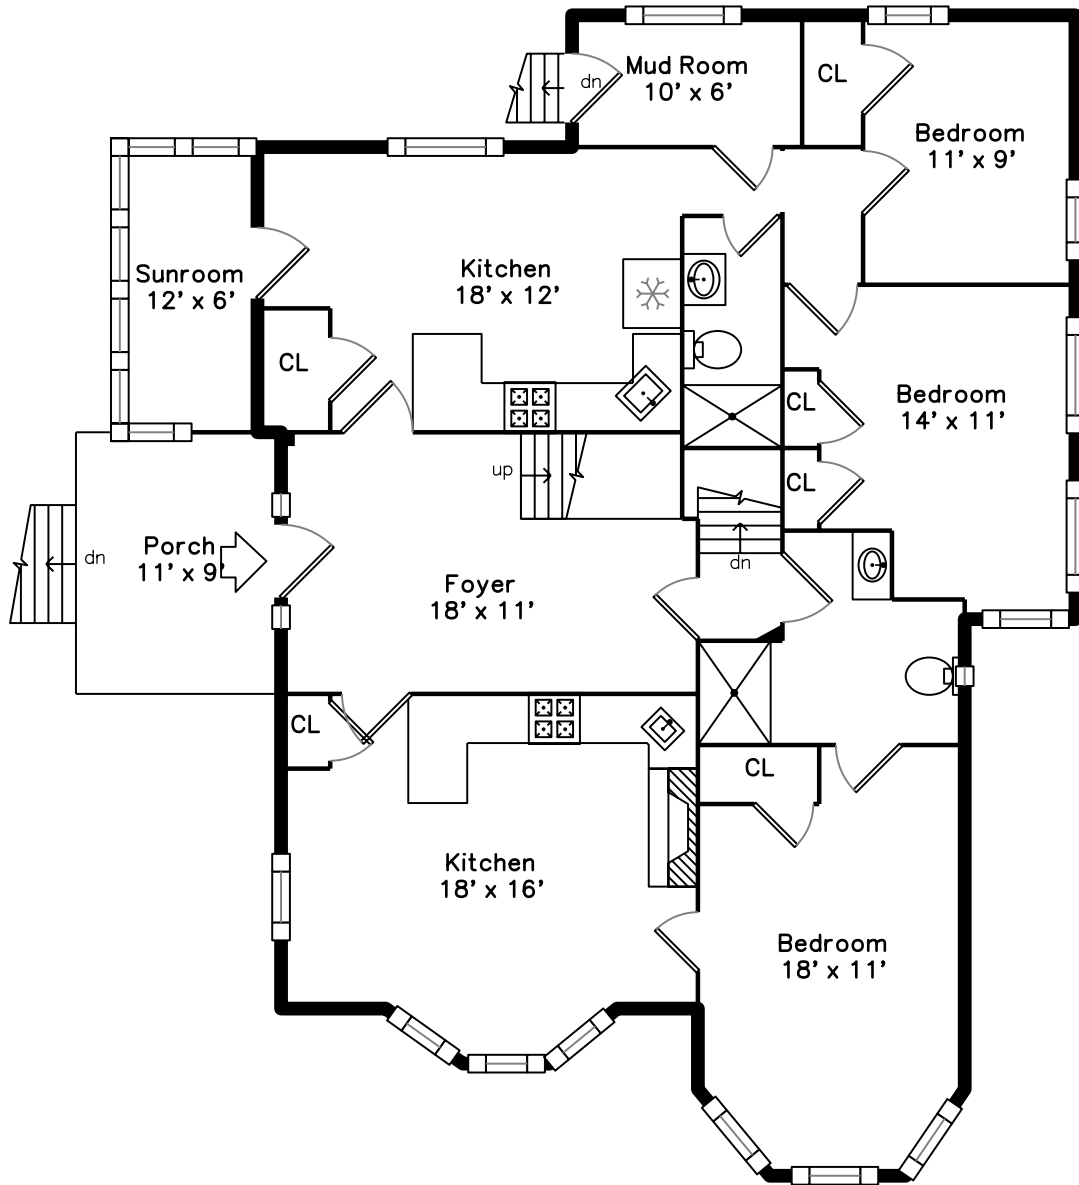 Mud Room
10' x 6'
dn
CL
Bedroom
11' x 9'
Sunroom
12' x 6'
Kitchen
18' x 12'
CL
CL
Bedroom
14' x 11'
CL
up
Porch
11' x 9'
dn
dn
Foyer
18' x 11'
CL
CL
Kitchen
18' x 16'
Bedroom
18' x 11'